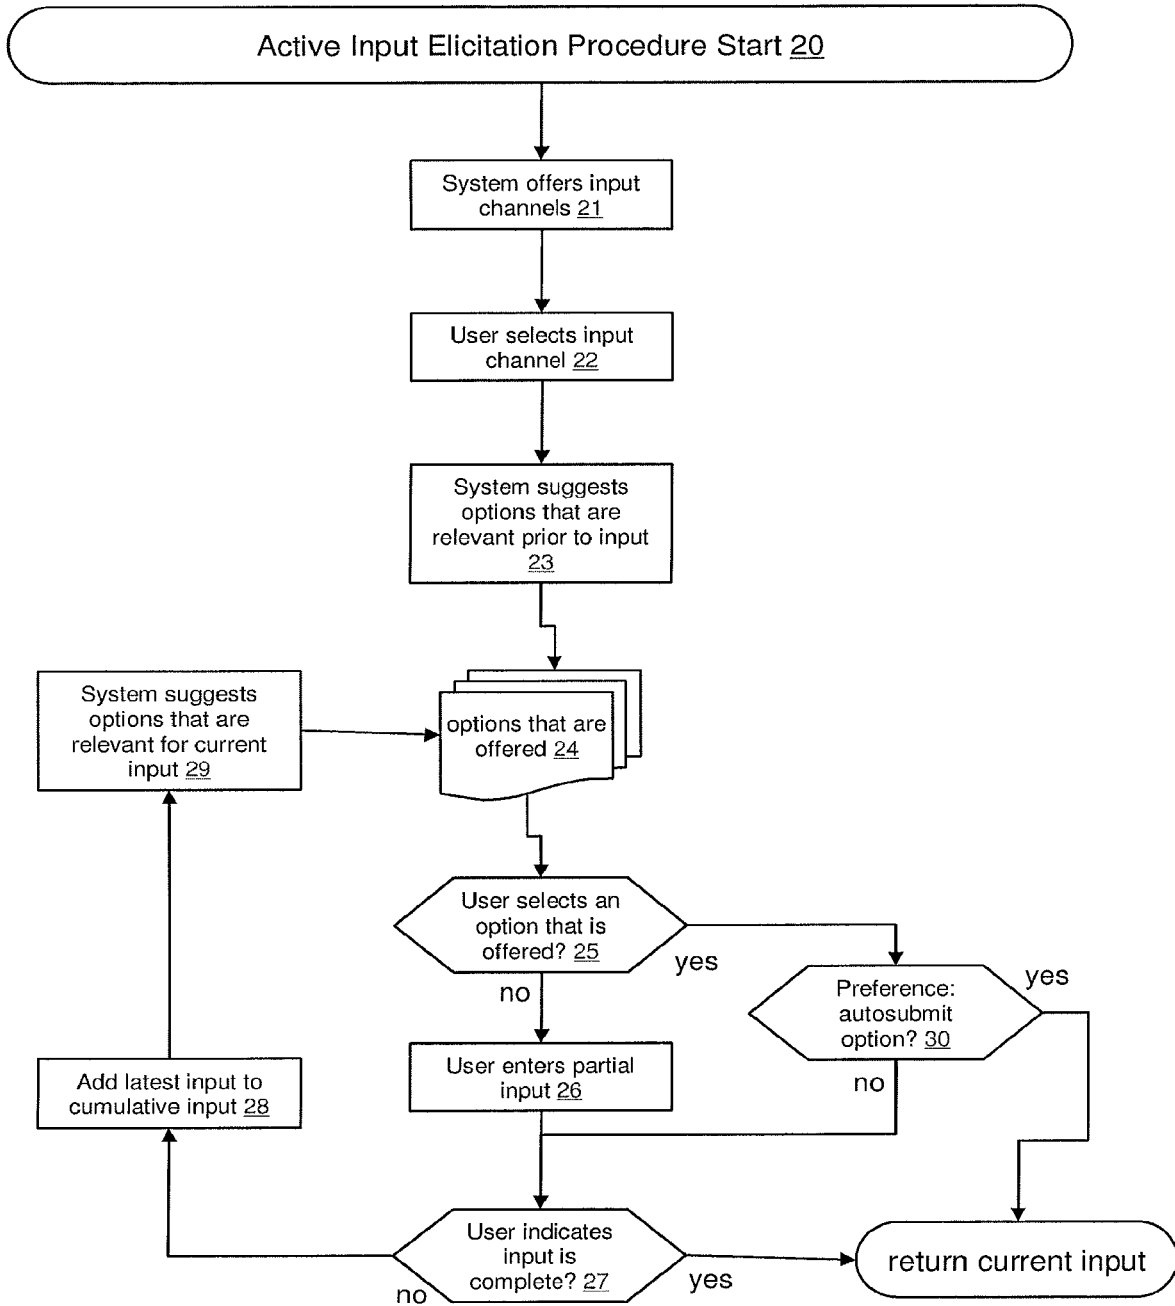 Active Input Elicitation Procedure Start 20
System offers input
channels 21
User selects input
channel 22
System suggests
options that are
relevant prior to input
23
System suggests
options that are
relevant for current
input 29
options that are
offered 24
User selects an
option that is
offered? 25
yes
no
Preference:
autosubmit
option? 30
yes
no
User enters partial
input 26
Add latest input to
cumulative input 28
User indicates
input is
complete? 27
no
yes
return current input